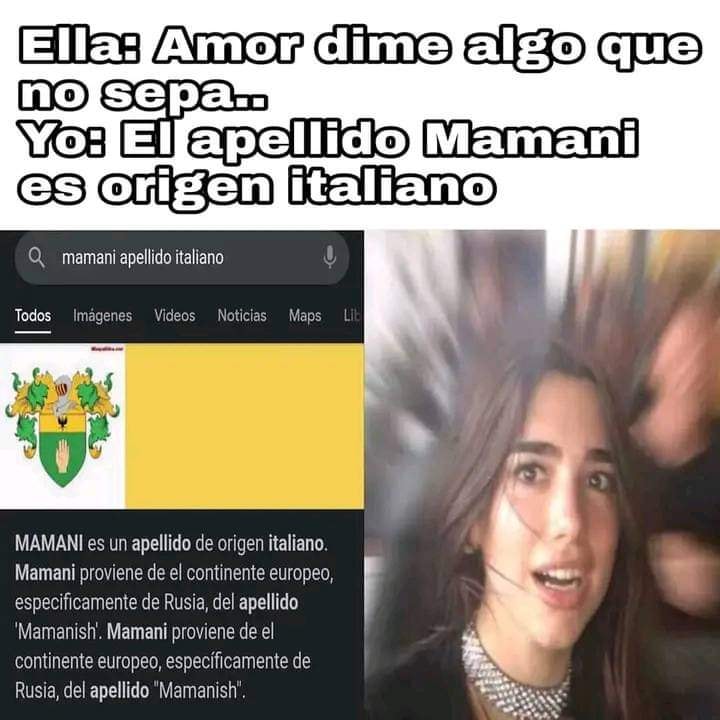 Ella: Amor dime algo que
no sepa..
Yo: El apellido Mamani
es origen italiano
mamani apellido italiano
Todos Imágenes Videos Noticias Maps Lib
MAMANI es un apellido de origen italiano.
Mamani proviene de el continente europeo,
especificamente de Rusia, del apellido
'Mamanish'. Mamani proviene de el
continente europeo, específicamente de
Rusia, del apellido "Mamanish".